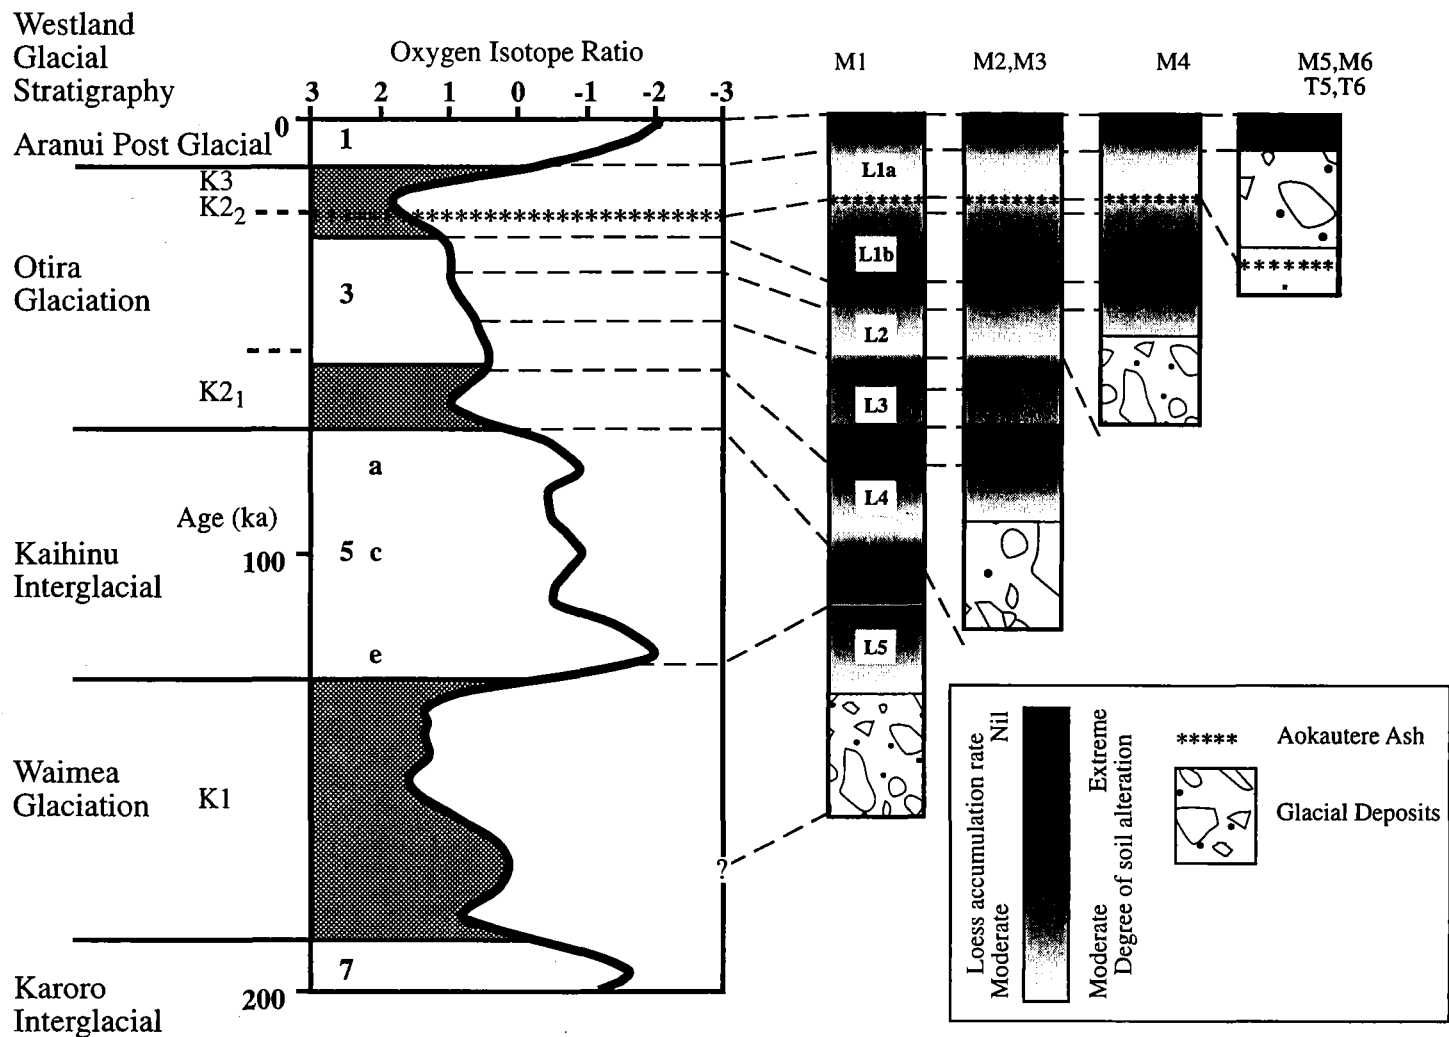 Westland
Glacial
Stratigraphy
Oxygen Isotope Ratio
3 2 1 0 -1 -2 -3
M1
M2,M3
M4
M5,M6
T5,T6
0
1
Aranui Post Glacial
K3
K2₂
*****
L1a
L1b
Otira
Glaciation
3
L2
K2₁
L3
a
L4
Age (ka)
100
5 c
Kaihinu
Interglacial
e
L5
Waimea
Glaciation
K1
?
7
200
Karoro
Interglacial
Loess accumulation rate
Moderate
Nil
Moderate
Extreme
Degree of soil alteration
***** Aokautere Ash
Glacial Deposits